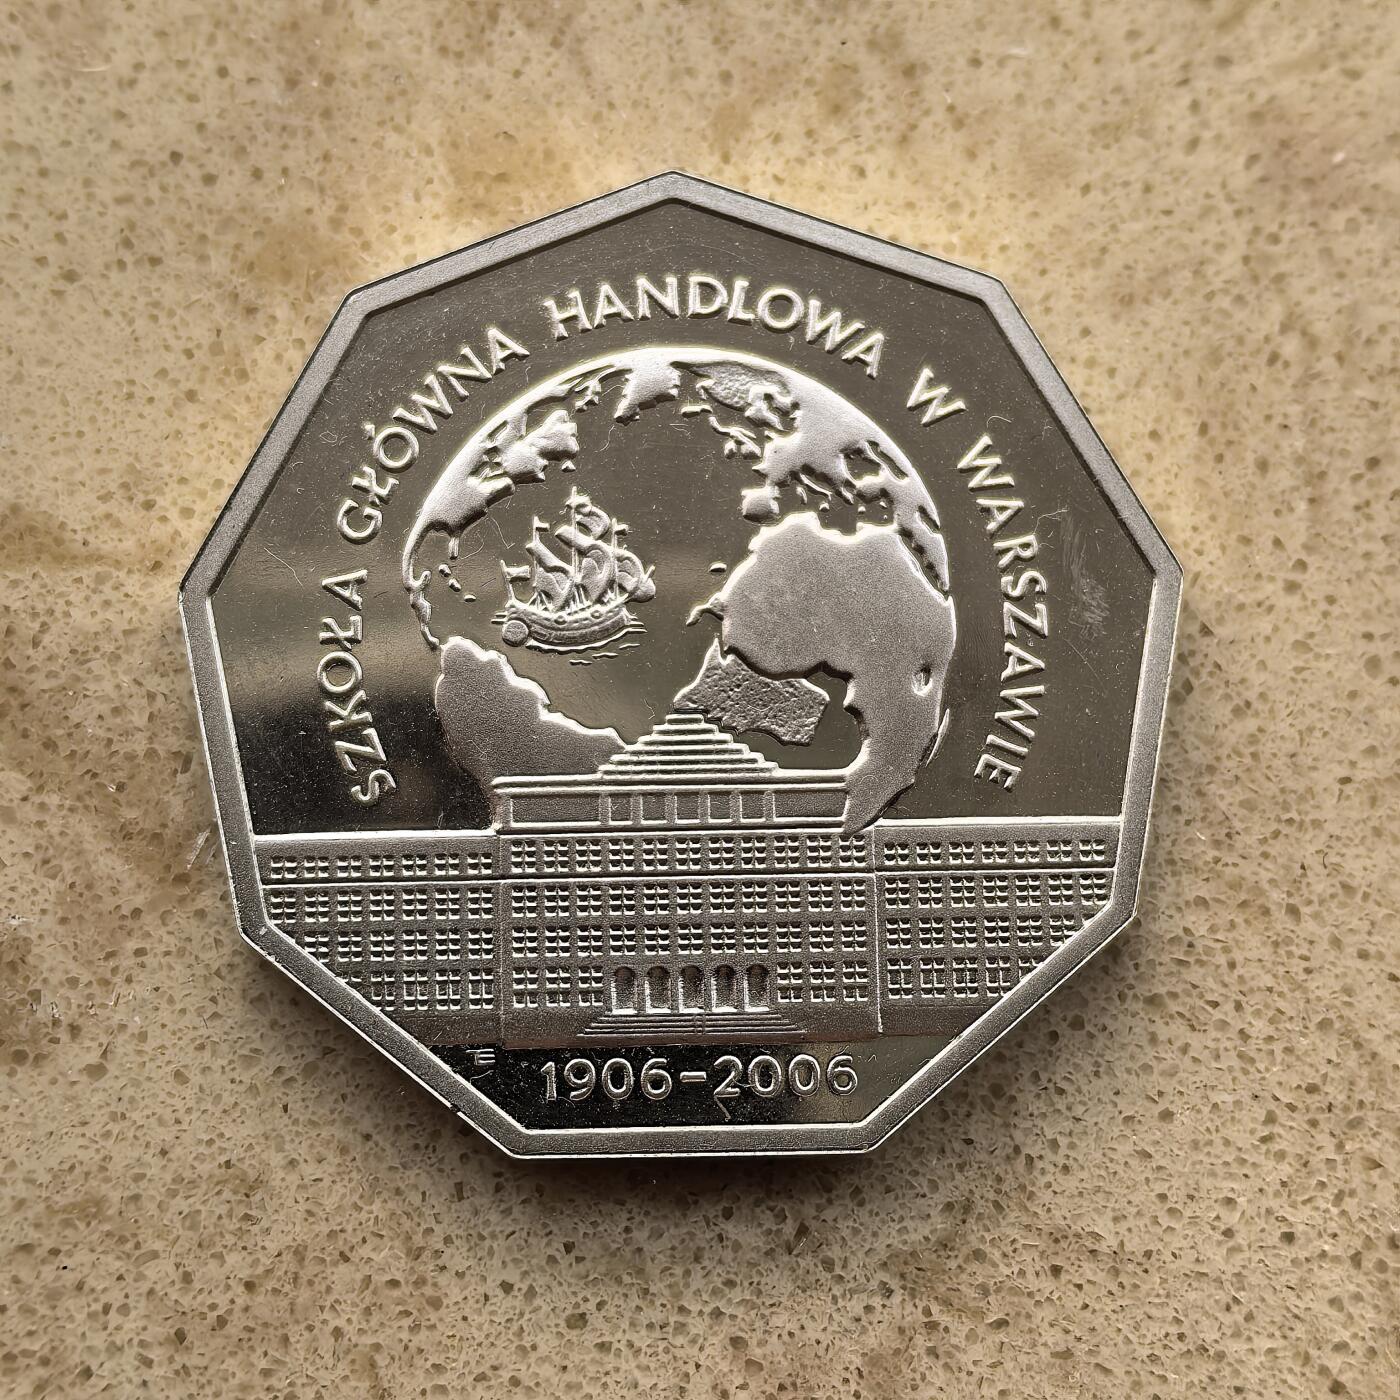 SZKOŁA GŁÓWNA HANDLOWA W WARSZAWIE
1906-2006